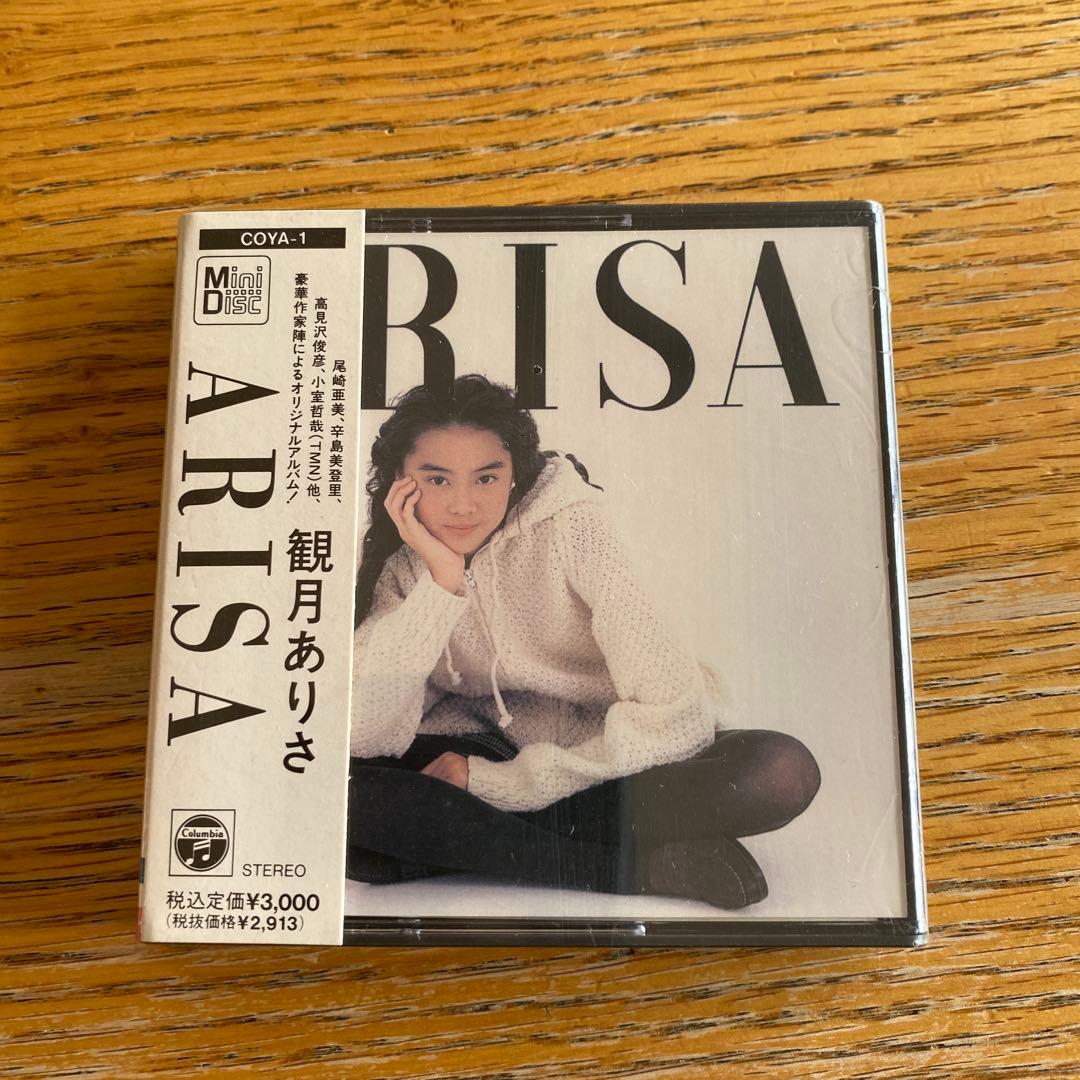 COYA-1
Mini
Disc
尾崎亜美、辛島美登里、
高見沢俊彦、小室哲哉(TMN)他、
豪華作家陣によるオリジナルアルバム!
観月ありさ
ARISA
Columbia
STEREO
税込定価¥3,000
(税抜価格¥2,913)
RISA